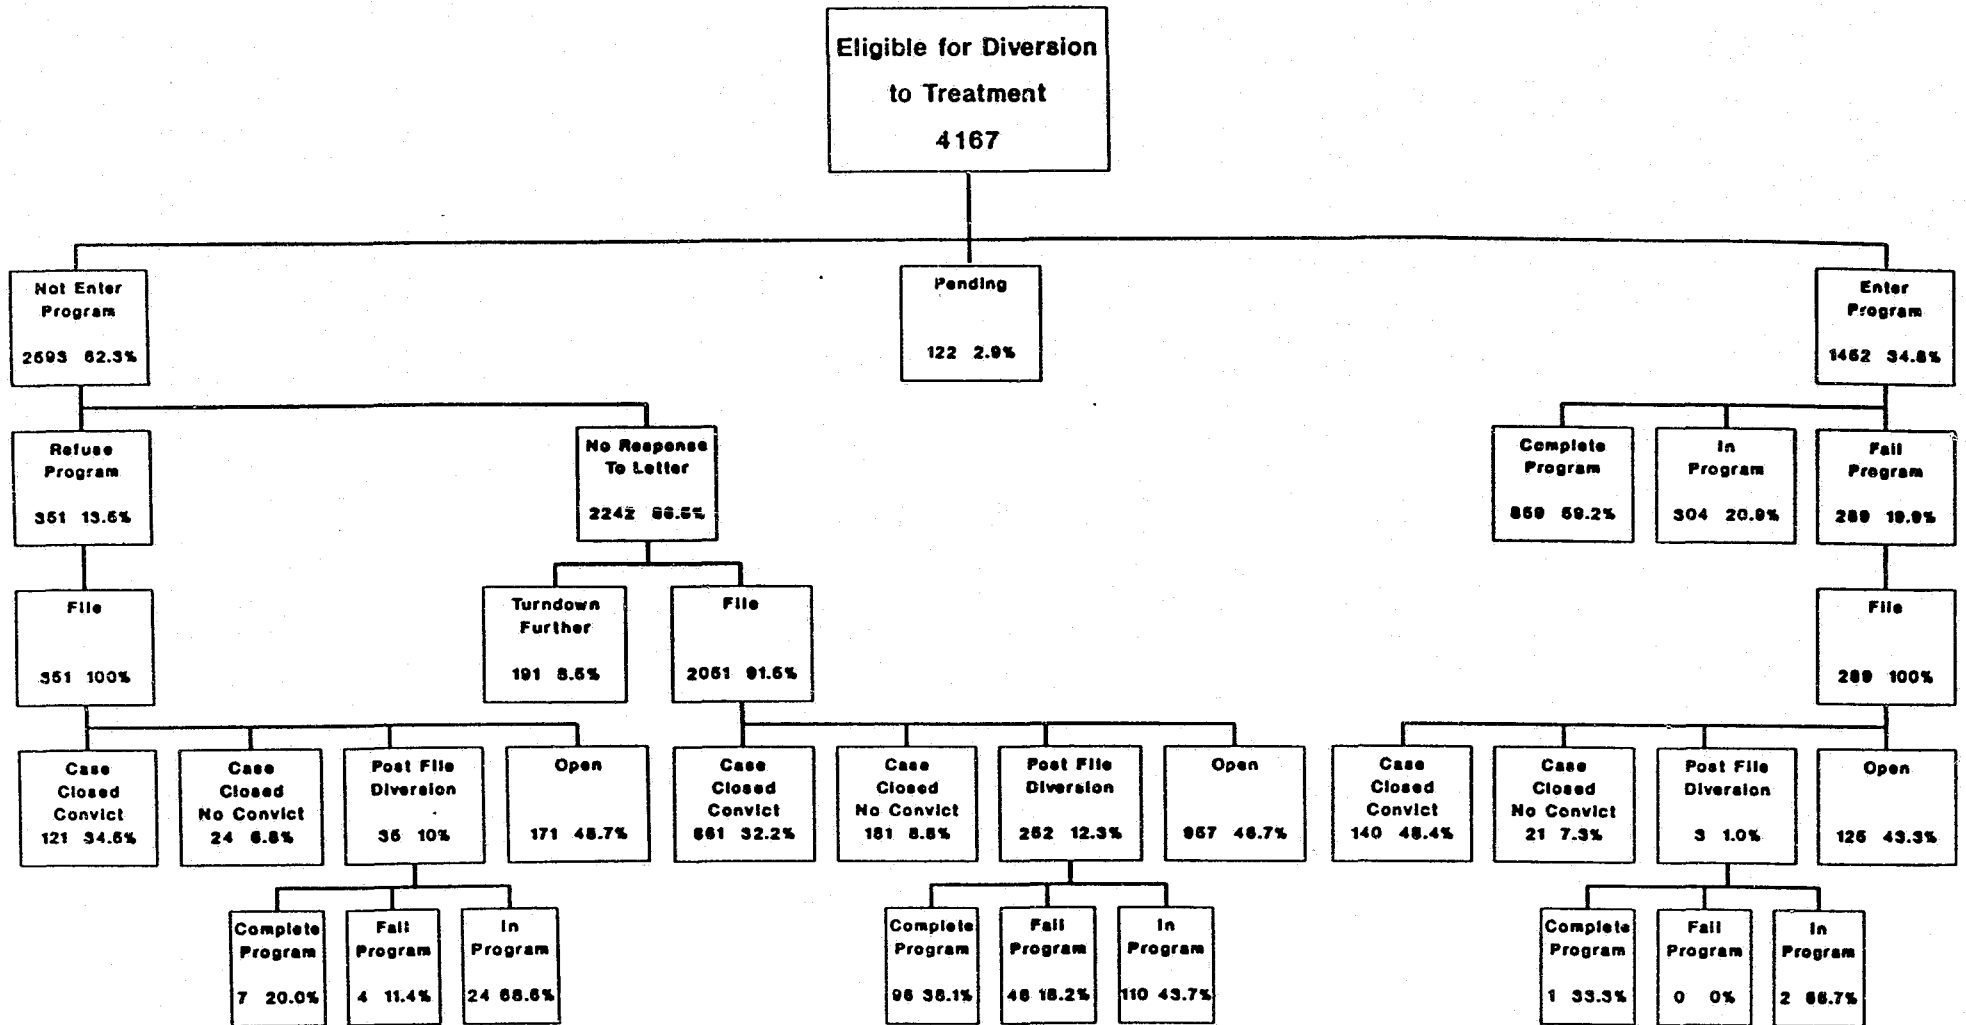 Eligible for Diversion
to Treatment
4167
Not Enter
Program
2593 62.3%
Pending
122 2.9%
Enter
Program
1452 34.8%
Refuse
Program
351 13.5%
No Response
To Letter
2242 86.5%
Complete
Program
859 59.2%
In
Program
304 20.9%
Fail
Program
289 19.9%
File
351 100%
Turndown
Further
191 8.5%
File
2051 91.5%
File
289 100%
Case
Closed
Convict
121 34.5%
Case
Closed
No Convict
24 6.8%
Post File
Diversion
35 10%
Open
171 48.7%
Case
Closed
Convict
661 32.2%
Case
Closed
No Convict
181 8.8%
Post File
Diversion
252 12.3%
Open
957 46.7%
Case
Closed
Convict
140 48.4%
Case
Closed
No Convict
21 7.3%
Post File
Diversion
3 1.0%
Open
125 43.3%
Complete
Program
7 20.0%
Fail
Program
4 11.4%
In
Program
24 68.6%
Complete
Program
96 38.1%
Fail
Program
46 18.2%
In
Program
110 43.7%
Complete
Program
1 33.3%
Fail
Program
0 0%
In
Program
2 66.7%